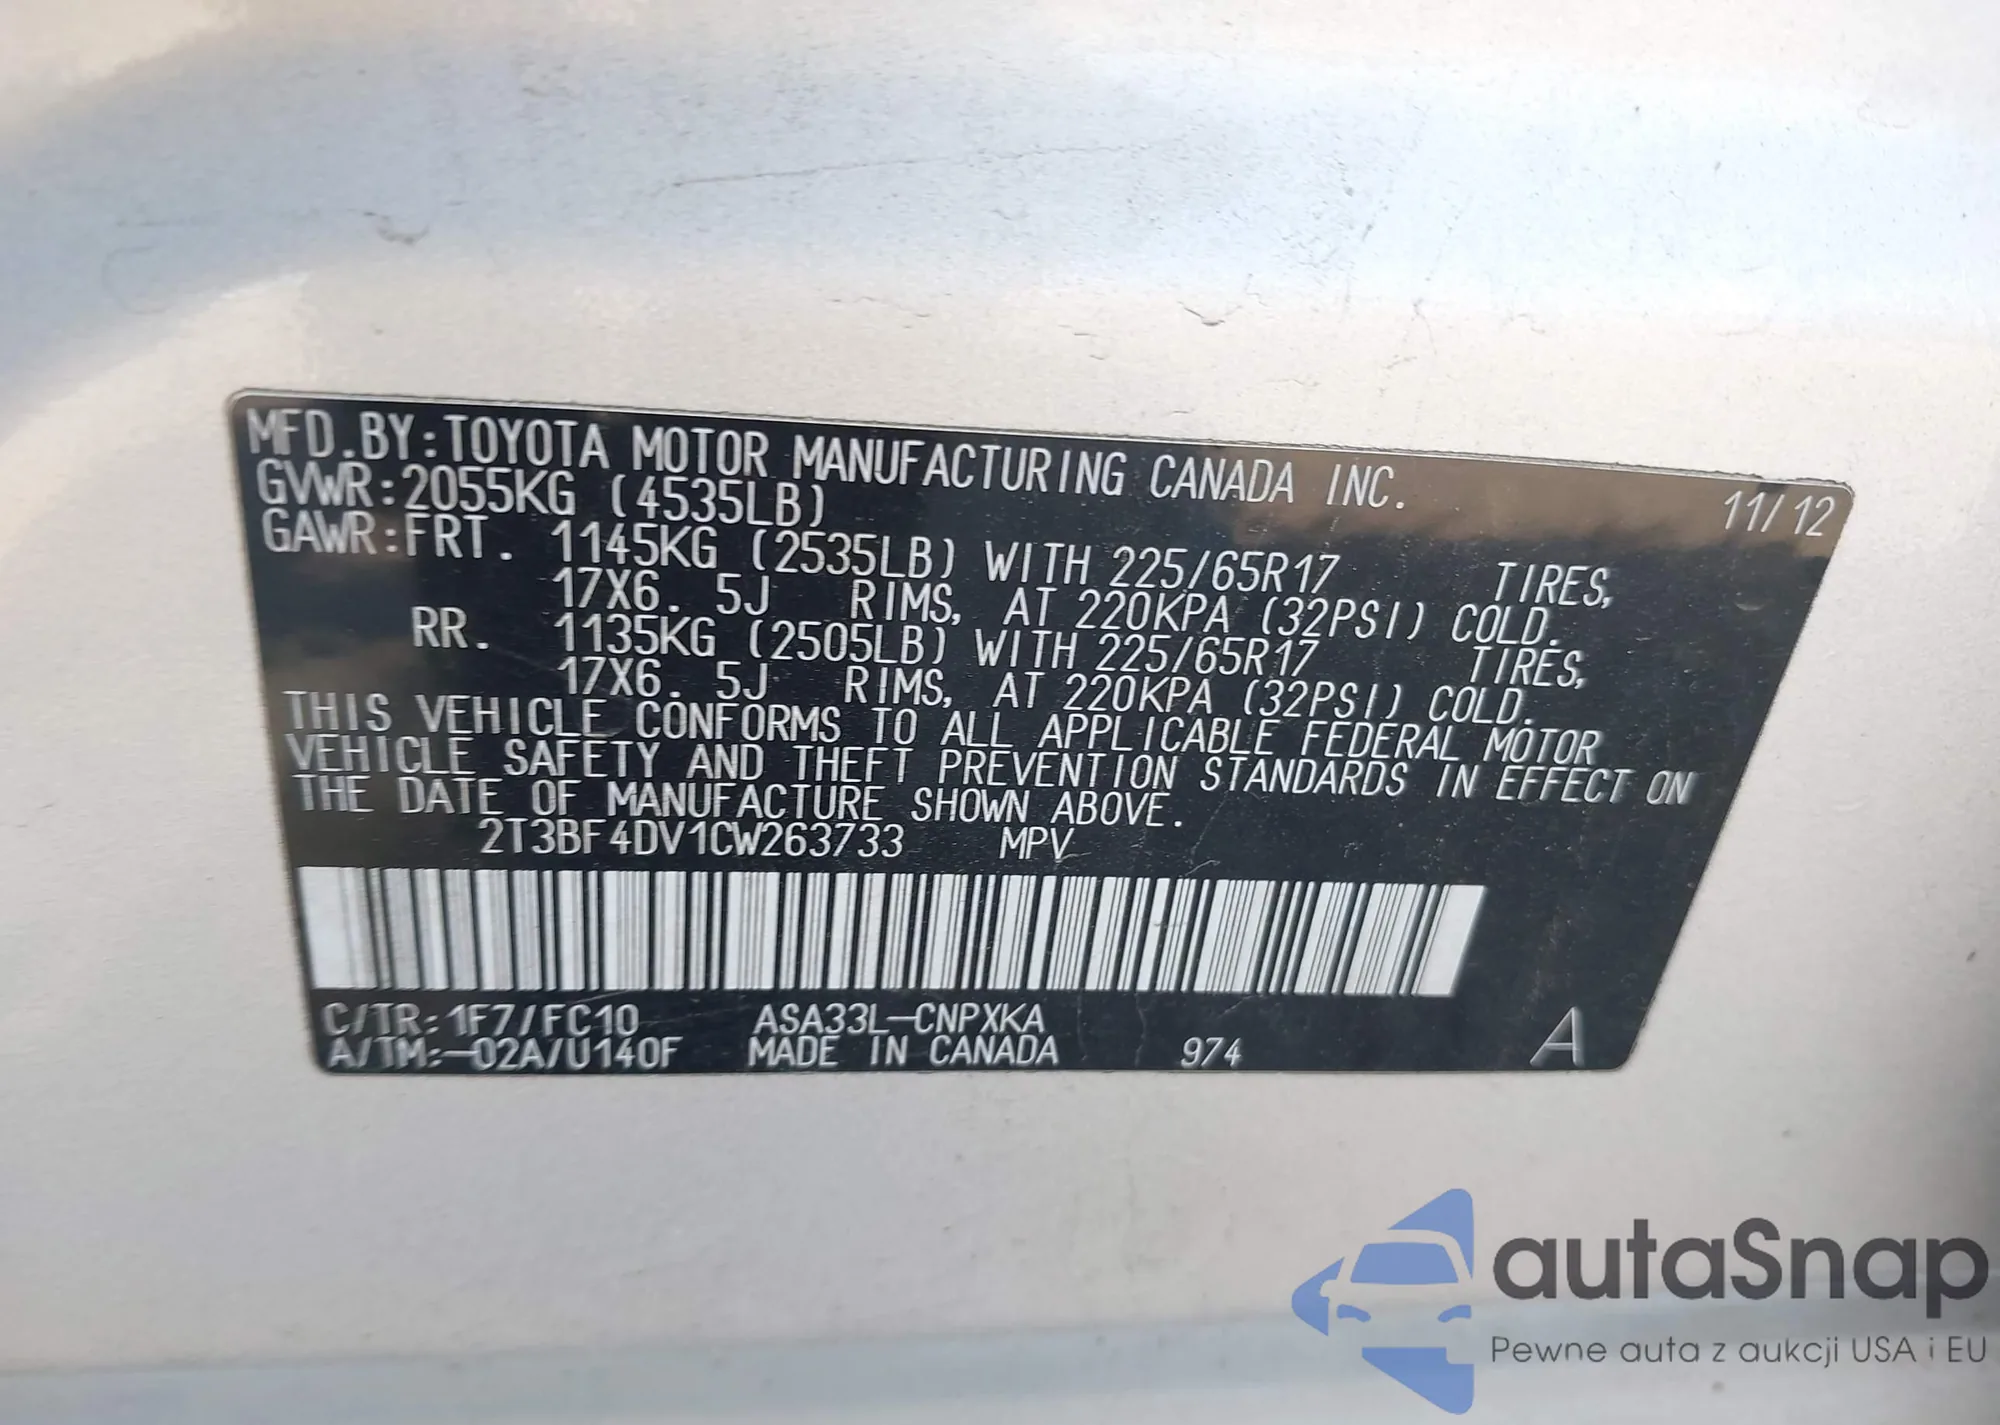 MFD.BY:TOYOTA MOTOR MANUFACTURING CANADA INC. 11/12
GVWR:2055KG (4535LB)
GAWR:FRT. 1145KG (2535LB) WITH 225/65R17 TIRES,
17X6.5J RIMS, AT 220KPA (32PSI) COLD.
RR. 1135KG (2505LB) WITH 225/65R17 TIRES,
17X6.5J RIMS, AT 220KPA (32PSI) COLD.
THIS VEHICLE CONFORMS TO ALL APPLICABLE FEDERAL MOTOR
VEHICLE SAFETY AND THEFT PREVENTION STANDARDS IN EFFECT ON
THE DATE OF MANUFACTURE SHOWN ABOVE.
2T3BF4DV1CW263733 MPV
C/TR:1F7/FC10 ASA33L-CNPXKA
A/TM:-02A/U140F MADE IN CANADA 974 A
autaSnap
Pewne auta z aukcji USA i EU